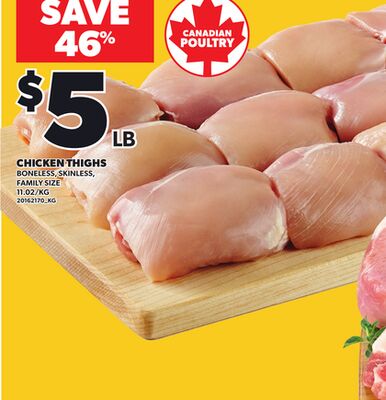 SAVE
46%
CANADIAN
POULTRY
$5
LB
CHICKEN THIGHS
BONELESS, SKINLESS,
FAMILY SIZE
11.02/KG
20162170_KG